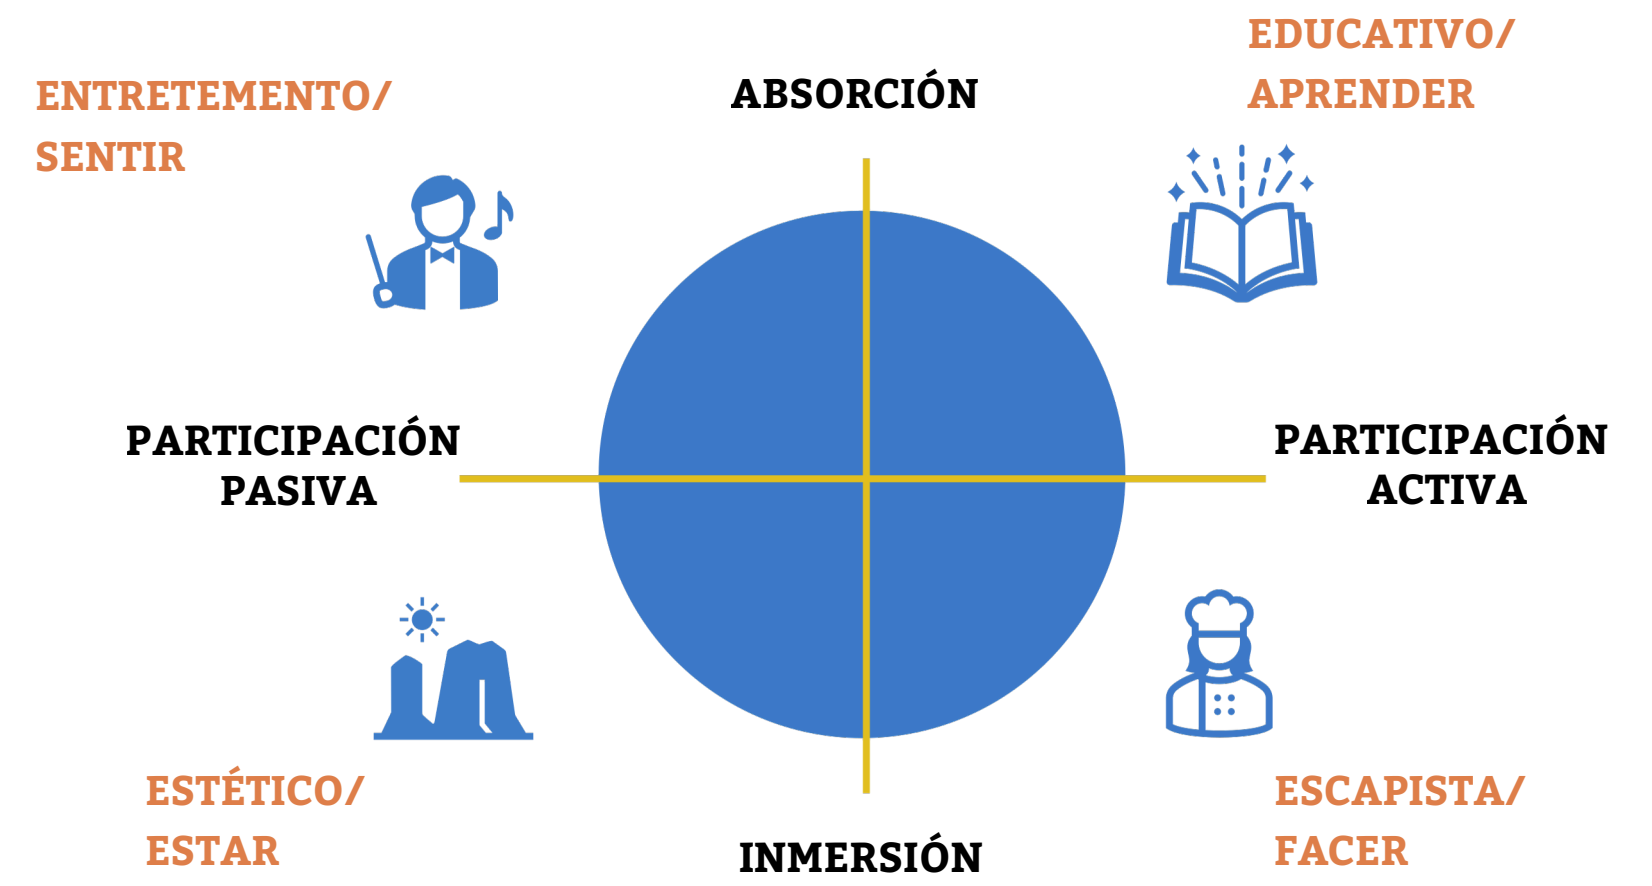 ENTRETEMENTO/
SENTIR
ABSORCIÓN
EDUCATIVO/
APRENDER
PARTICIPACIÓN
PASIVA
PARTICIPACIÓN
ACTIVA
ESTÉTICO/
ESTAR
INMERSIÓN
ESCAPISTA/
FACER